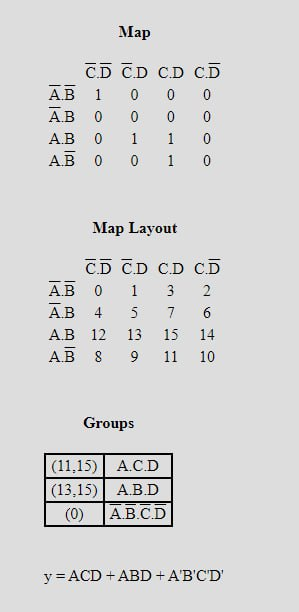 Map
C̅.D̅ C̅.D C.D C.D̅
A̅.B̅ 1 0 0 0
A̅.B 0 0 0 0
A.B 0 1 1 0
A.B̅ 0 0 1 0
Map Layout
C̅.D̅ C̅.D C.D C.D̅
A̅.B̅ 0 1 3 2
A̅.B 4 5 7 6
A.B 12 13 15 14
A.B̅ 8 9 11 10
Groups
(11,15) A.C.D
(13,15) A.B.D
(0) A̅.B̅.C̅.D̅
y = ACD + ABD + A'B'C'D'